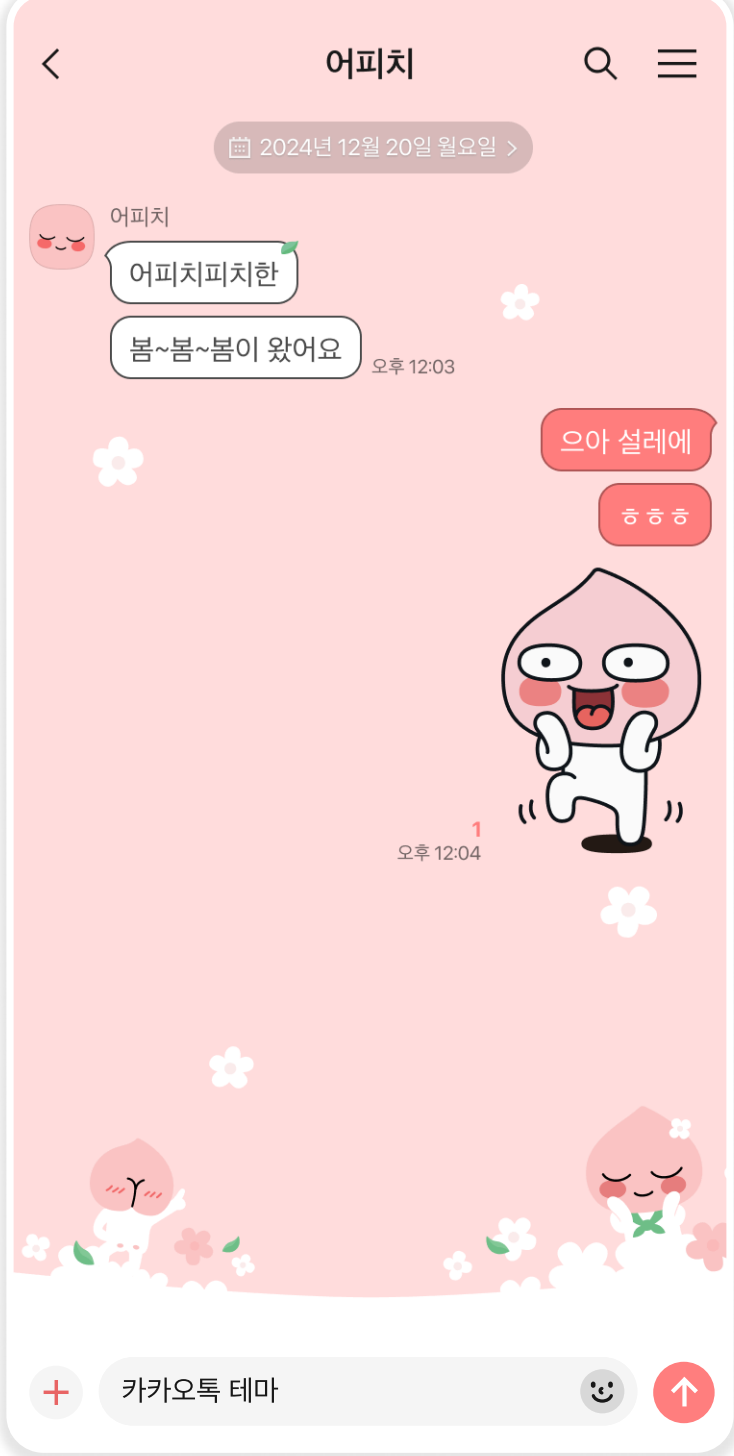 어피치
2024년 12월 20일 월요일
어피치
어피치피치한
봄~봄~봄이 왔어요
오후 12:03
으아 설레에
ㅎㅎㅎ
1
오후 12:04
카카오톡 테마